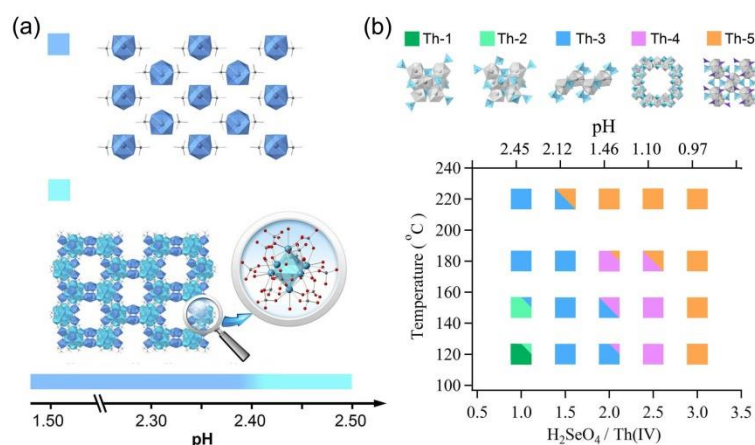 (a)
1.50 2.30 2.40 2.50
pH
(b)
Th-1 Th-2 Th-3 Th-4 Th-5
pH
2.45 2.12 1.46 1.10 0.97
Temperature (°C)
240
220
200
180
160
140
120
100
0.5 1.0 1.5 2.0 2.5 3.0 3.5
H₂SeO₄ / Th(IV)